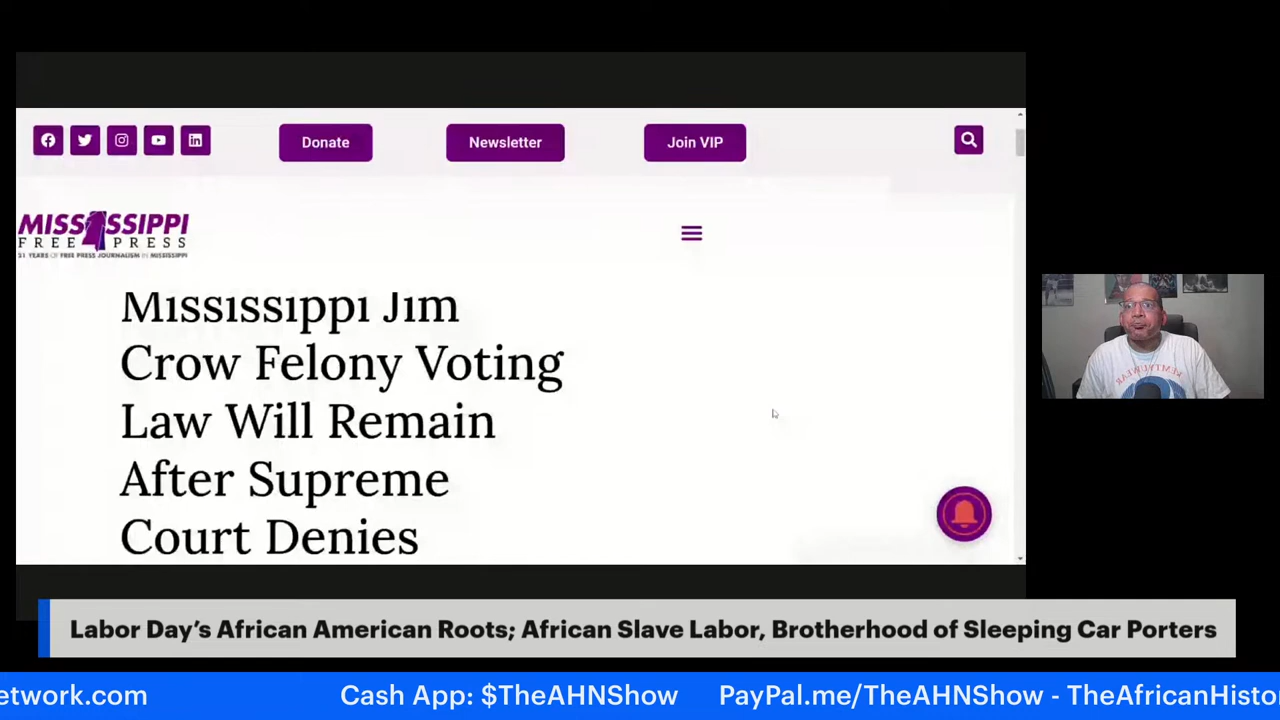 Donate
Newsletter
Join VIP
MISSISSIPPI
FREE PRESS
Mississippi Jim
Crow Felony Voting
Law Will Remain
After Supreme
Court Denies
Labor Day’s African American Roots; African Slave Labor, Brotherhood of Sleeping Car Porters
etwork.com Cash App: $TheAHNShow PayPal.me/TheAHNShow - TheAfricanHisto